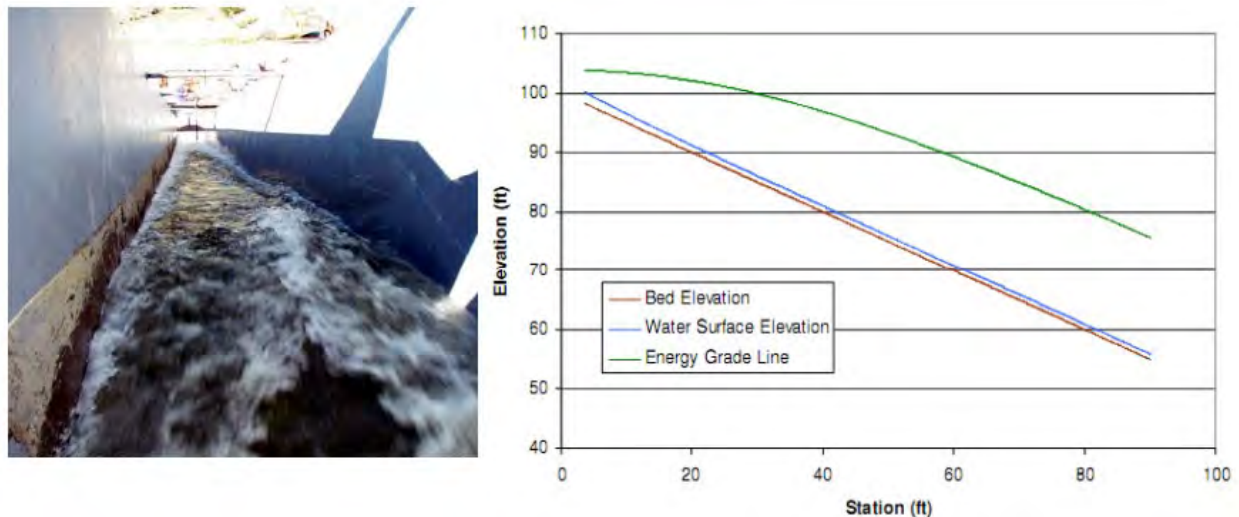 110
100
90
80
70
60
50
40
Elevation (ft)
Bed Elevation
Water Surface Elevation
Energy Grade Line
0 20 40 60 80 100
Station (ft)